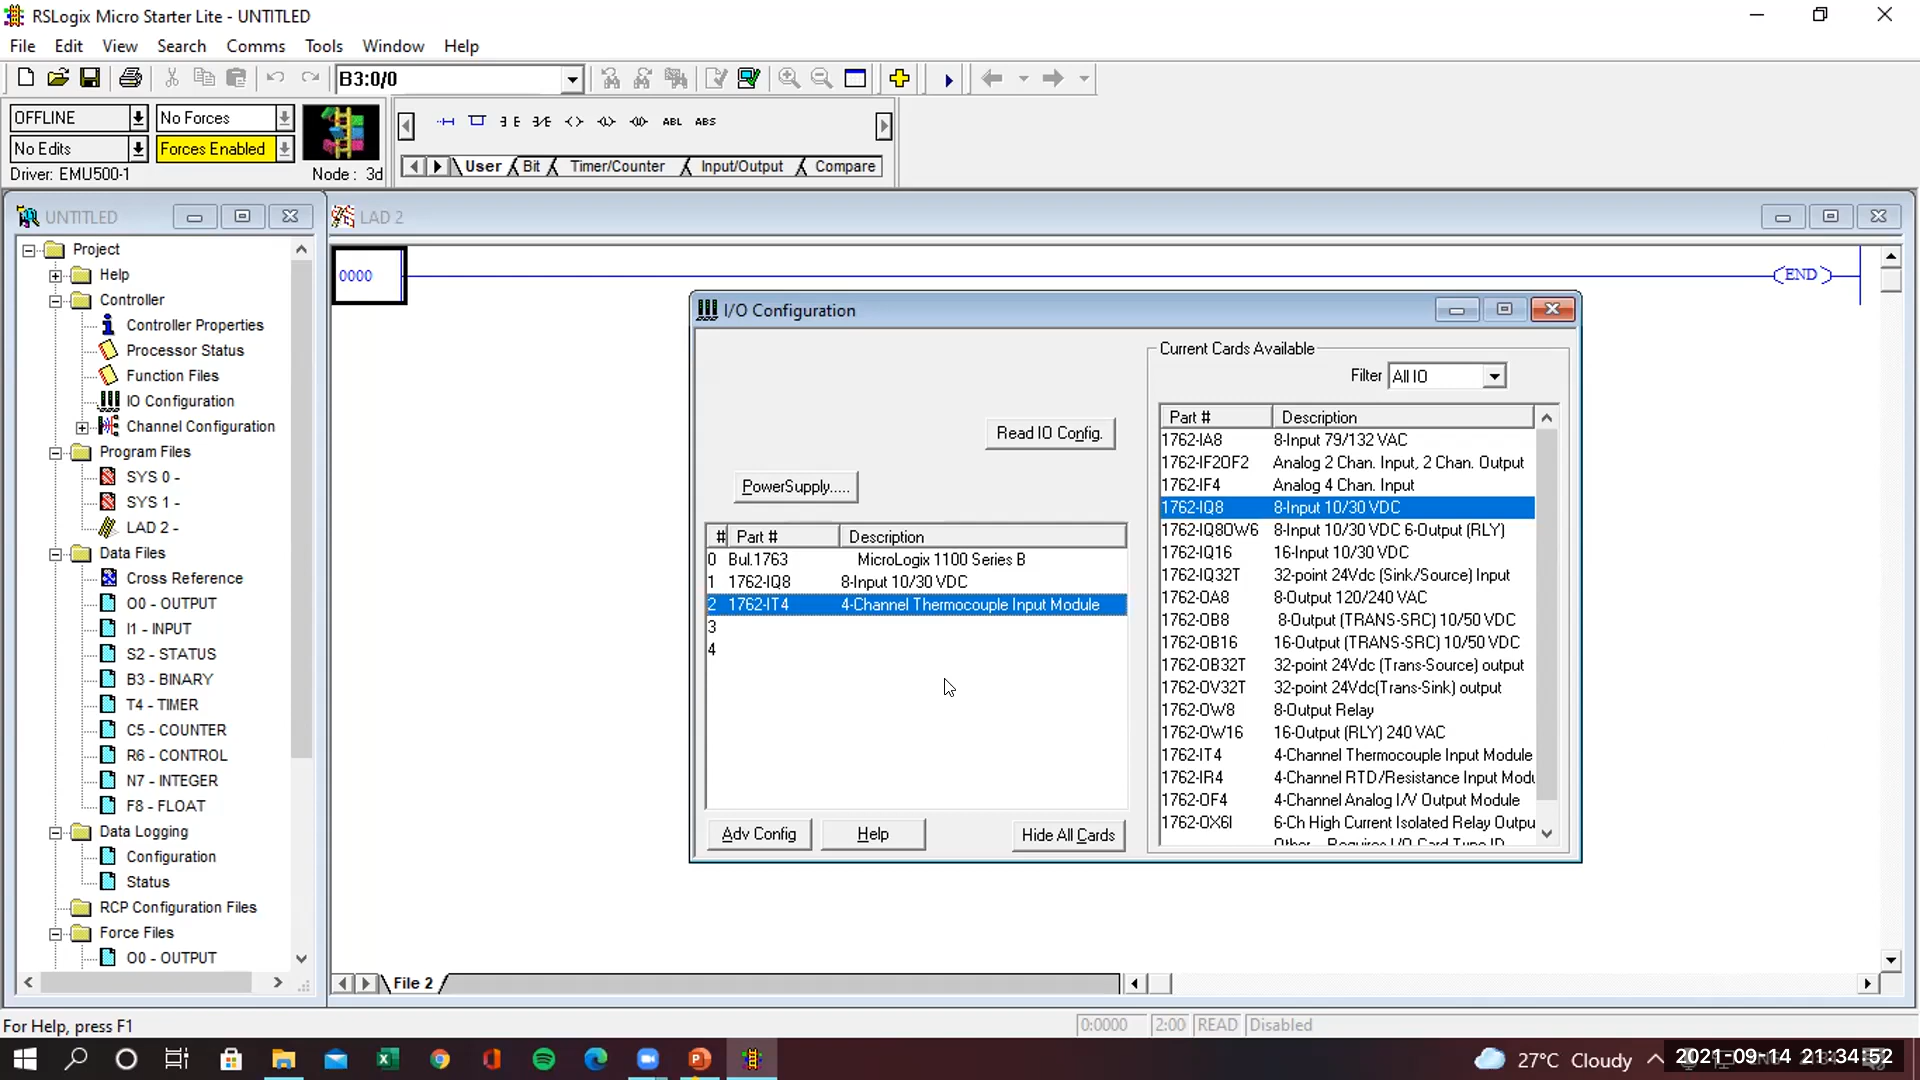 RSLogix Micro Starter Lite - UNTITLED
File Edit View Search Comms Tools Window Help
B3:0/0
OFFLINE No Forces
No Edits Forces Enabled
Driver: EMU500-1 Node : 3d
ABL ABS
User Bit Timer/Counter Input/Output Compare
UNTITLED
Project
Help
Controller
Controller Properties
Processor Status
Function Files
IO Configuration
Channel Configuration
Program Files
SYS 0 -
SYS 1 -
LAD 2 -
Data Files
Cross Reference
O0 - OUTPUT
I1 - INPUT
S2 - STATUS
B3 - BINARY
T4 - TIMER
C5 - COUNTER
R6 - CONTROL
N7 - INTEGER
F8 - FLOAT
Data Logging
Configuration
Status
RCP Configuration Files
Force Files
O0 - OUTPUT
LAD 2
0000
END
I/O Configuration
Read IO Config.
PowerSupply.....
# Part # Description
0 Bul.1763 MicroLogix 1100 Series B
1 1762-IQ8 8-Input 10/30 VDC
2 1762-IT4 4-Channel Thermocouple Input Module
3
4
Adv Config Help Hide All Cards
Current Cards Available
Filter All IO
Part # Description
1762-IA8 8-Input 79/132 VAC
1762-IF2OF2 Analog 2 Chan. Input, 2 Chan. Output
1762-IF4 Analog 4 Chan. Input
1762-IQ8 8-Input 10/30 VDC
1762-IQ8OW6 8-Input 10/30 VDC 6-Output (RLY)
1762-IQ16 16-Input 10/30 VDC
1762-IQ32T 32-point 24Vdc (Sink/Source) Input
1762-OA8 8-Output 120/240 VAC
1762-OB8 8-Output (TRANS-SRC) 10/50 VDC
1762-OB16 16-Output (TRANS-SRC) 10/50 VDC
1762-OB32T 32-point 24Vdc (Trans-Source) output
1762-OV32T 32-point 24Vdc(Trans-Sink) output
1762-OW8 8-Output Relay
1762-OW16 16-Output (RLY) 240 VAC
1762-IT4 4-Channel Thermocouple Input Module
1762-IR4 4-Channel RTD/Resistance Input Modu
1762-OF4 4-Channel Analog I/V Output Module
1762-OX6I 6-Ch High Current Isolated Relay Outpu
Other Requires I/O Card Type ID
File 2
For Help, press F1
0:0000 2:00 READ Disabled
27°C Cloudy
2021-09-14 21:34:52